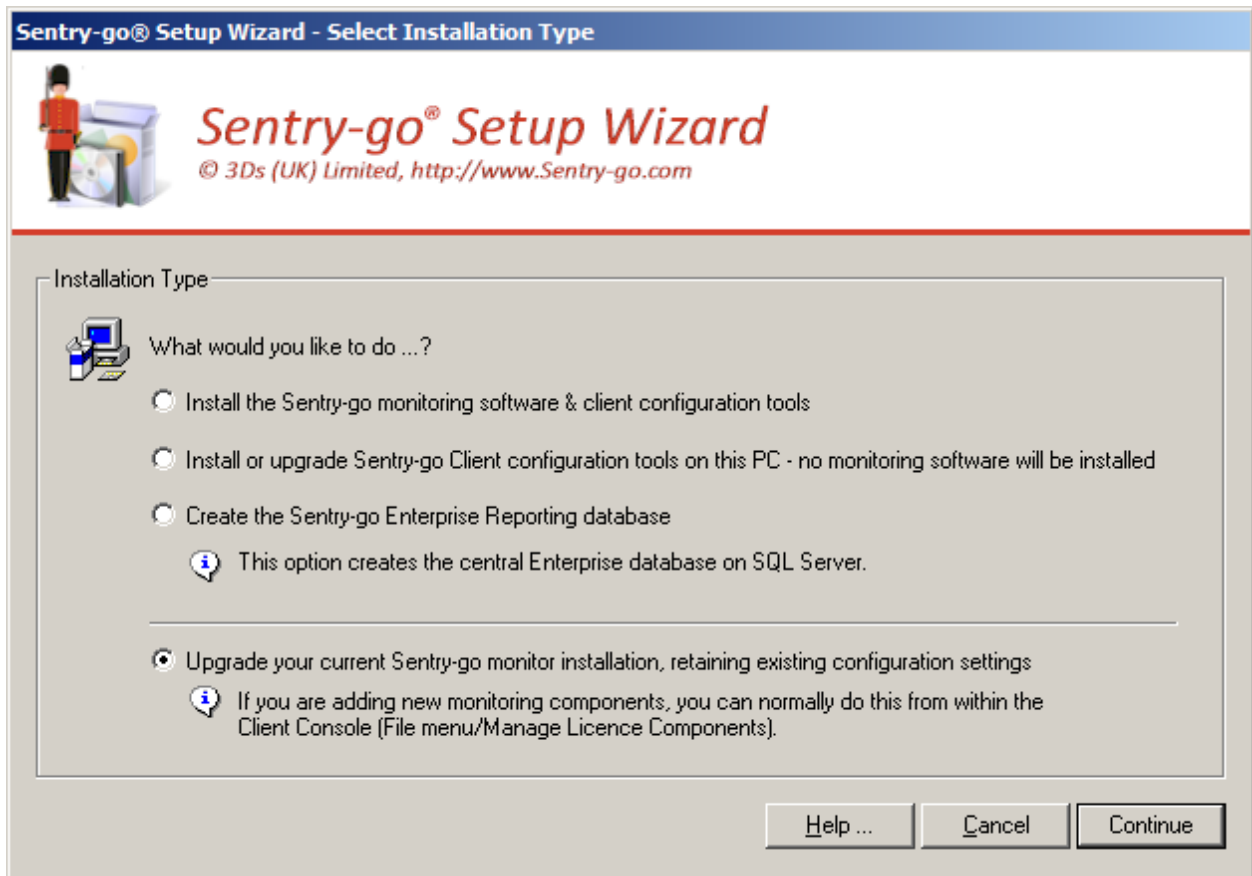 Sentry-go® Setup Wizard - Select Installation Type
Sentry-go® Setup Wizard
© 3Ds (UK) Limited, http://www.Sentry-go.com
Installation Type
What would you like to do ...?
Install the Sentry-go monitoring software & client configuration tools
Install or upgrade Sentry-go Client configuration tools on this PC - no monitoring software will be installed
Create the Sentry-go Enterprise Reporting database
This option creates the central Enterprise database on SQL Server.
Upgrade your current Sentry-go monitor installation, retaining existing configuration settings
If you are adding new monitoring components, you can normally do this from within the
Client Console (File menu/Manage Licence Components).
Help ... Cancel Continue